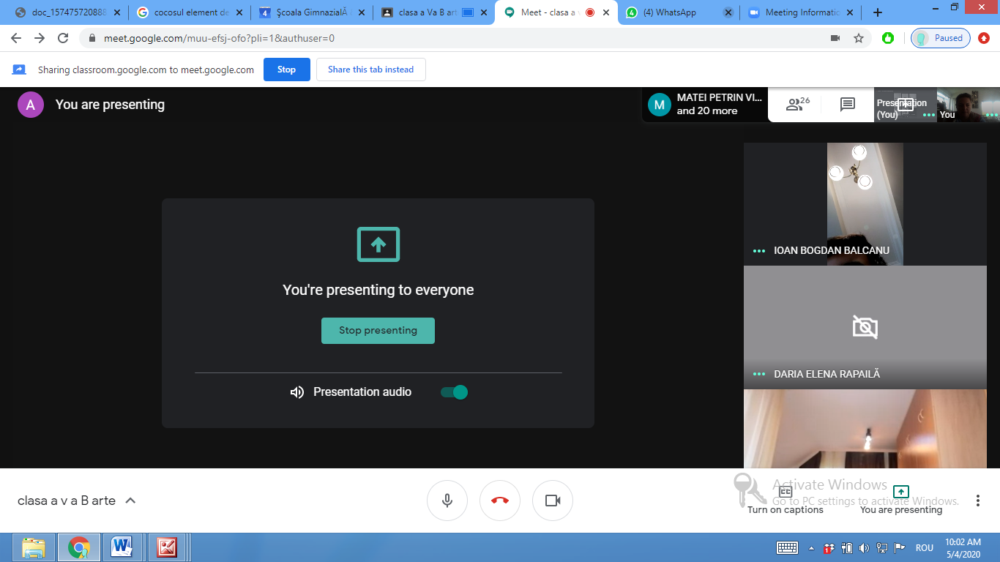 doc_1574757208888
cocosul element de
Şcoala GimnazialĂ
clasa a Va B art
Meet - clasa a v
(4) WhatsApp
Meeting Informatio
meet.google.com/muu-efsj-ofo?pli=1&authuser=0
Paused
Sharing classroom.google.com to meet.google.com
Stop
Share this tab instead
A
You are presenting
M
MATEI PETRIN VI...
and 20 more
26
Presentation
(You)
You
IOAN BOGDAN BALCANU
You're presenting to everyone
Stop presenting
DARIA ELENA RAPAILĂ
Presentation audio
clasa a v a B arte
Activate Windows
Go to PC settings to activate Windows.
Turn on captions
You are presenting
ROU
10:02 AM
5/4/2020